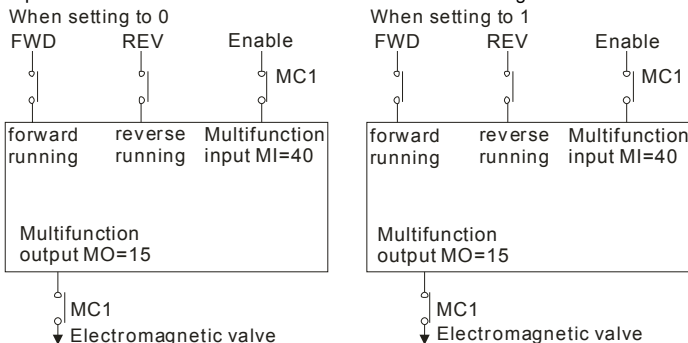 When setting to 0
FWD REV Enable
MC1
forward running
reverse running
Multifunction input MI=40
Multifunction output MO=15
MC1
Electromagnetic valve
When setting to 1
FWD REV Enable
MC1
forward running
reverse running
Multifunction input MI=40
Multifunction output MO=15
MC1
Electromagnetic valve